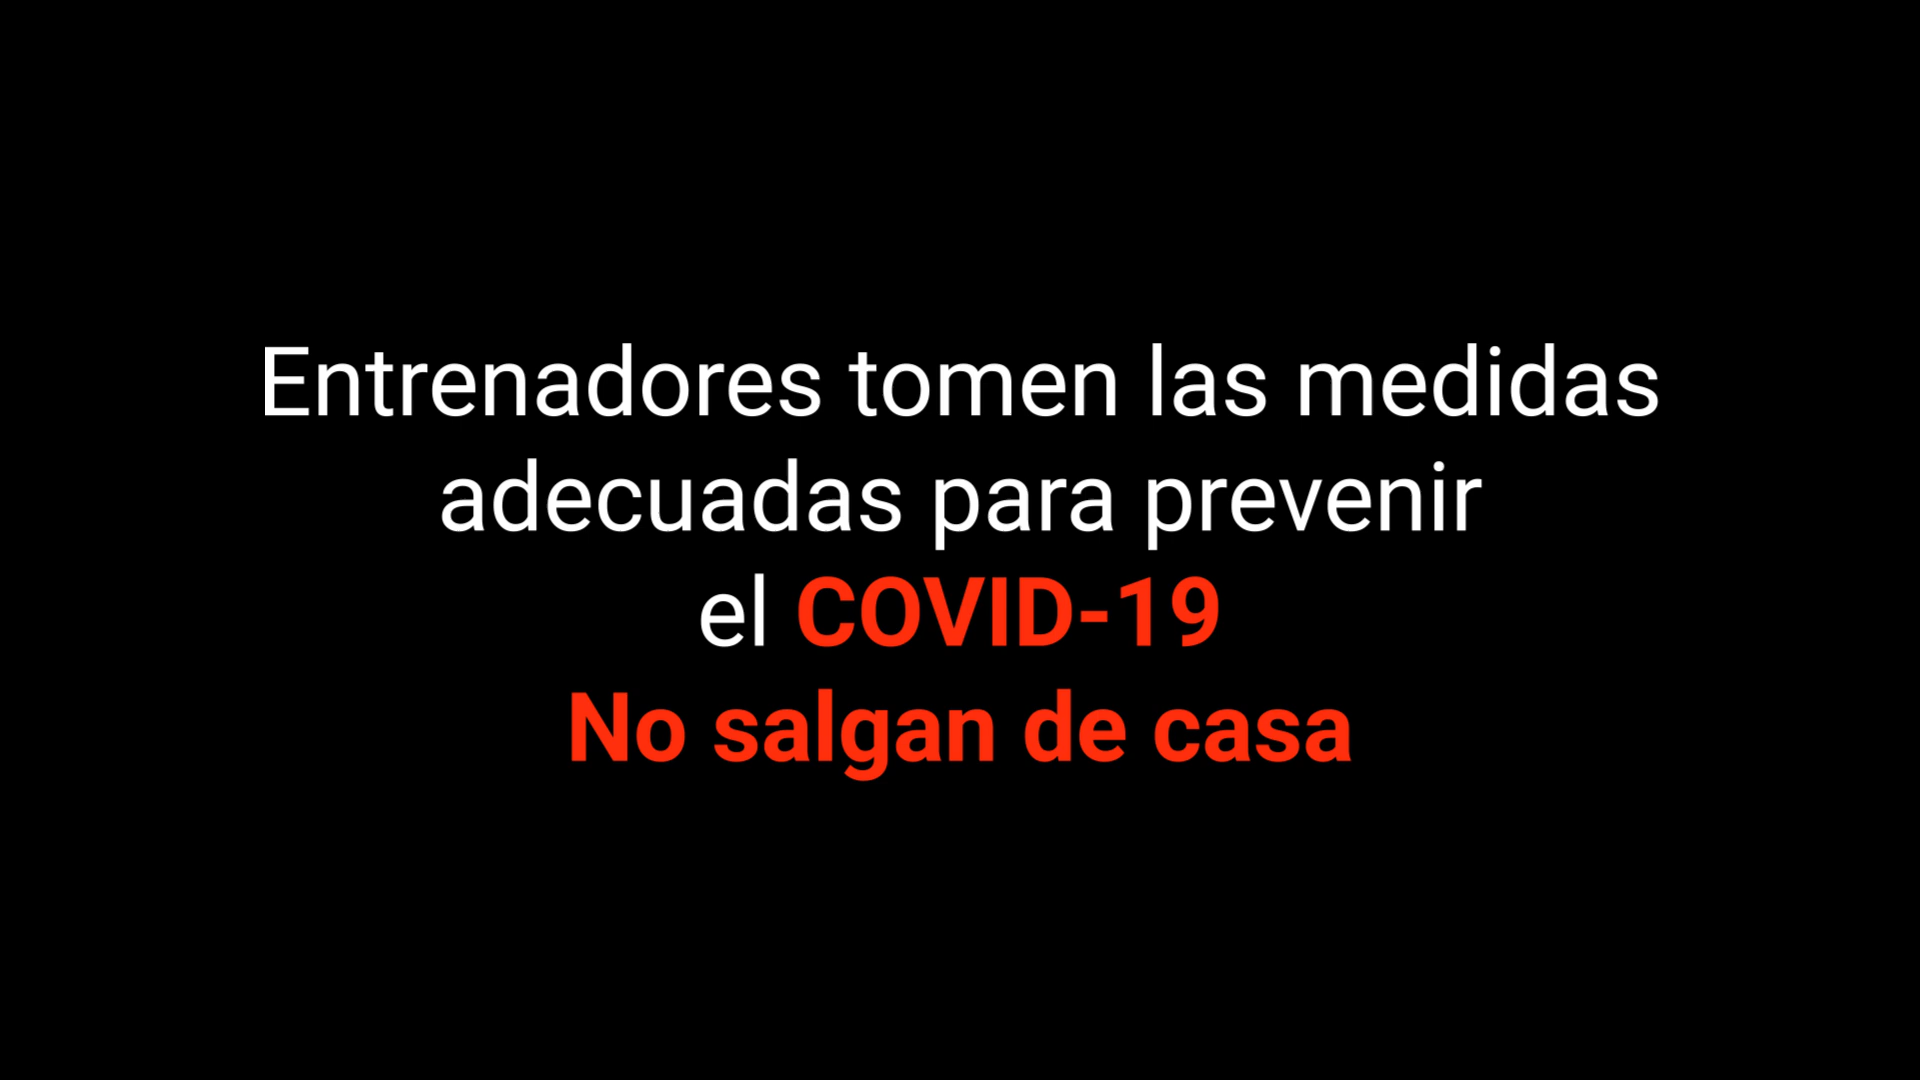 Entrenadores tomen las medidas
adecuadas para prevenir
el COVID-19
No salgan de casa